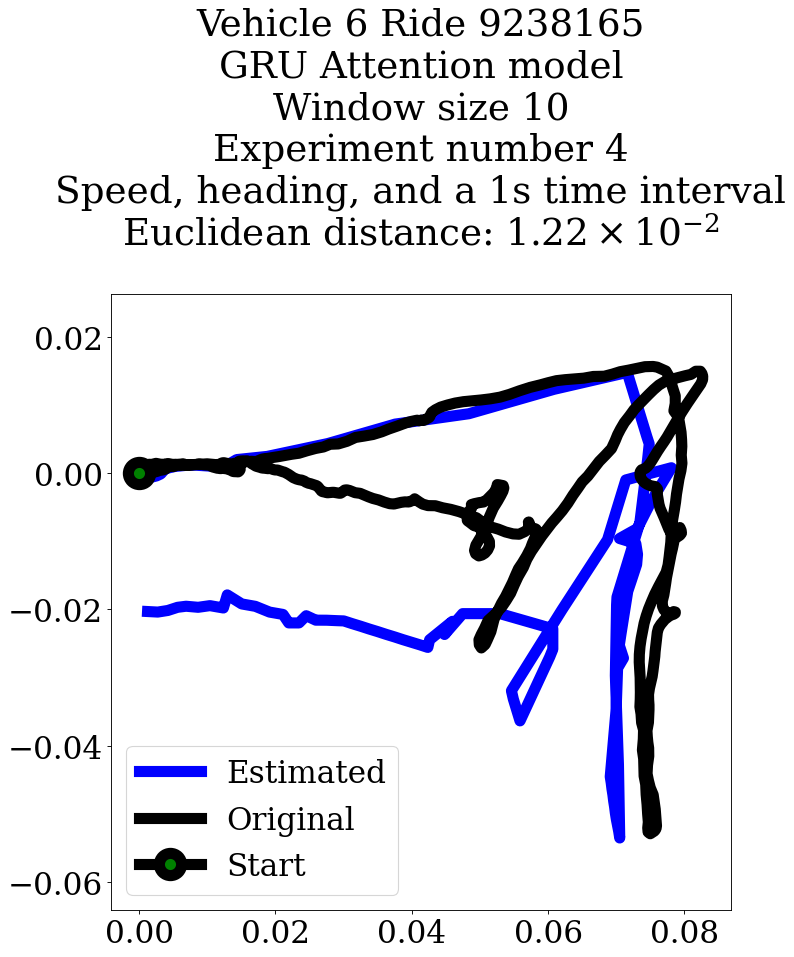 Vehicle 6 Ride 9238165
GRU Attention model
Window size 10
Experiment number 4
Speed, heading, and a 1s time interval
Euclidean distance: 1.22 × 10⁻²
0.02
0.00
−0.02
−0.04
−0.06
Estimated
Original
Start
0.00 0.02 0.04 0.06 0.08